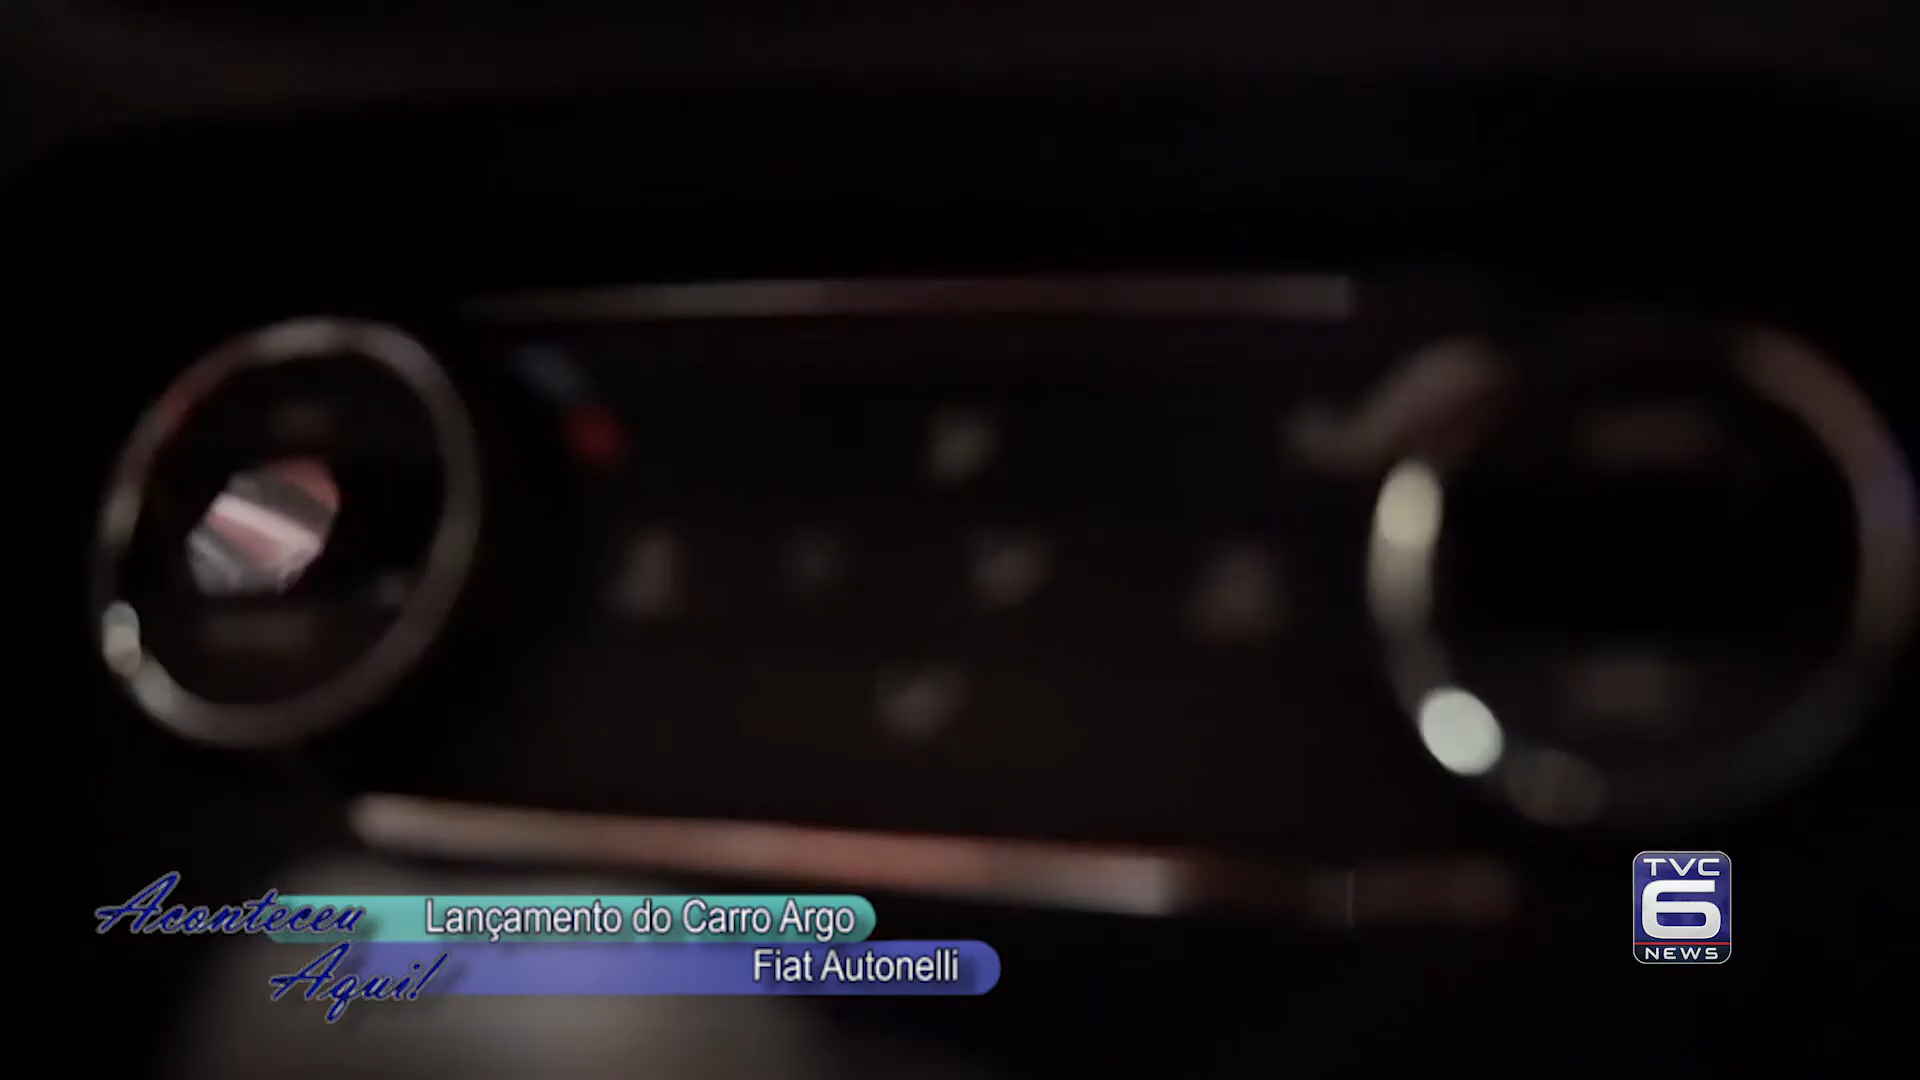 Aconteceu
Aqui!
Lançamento do Carro Argo
Fiat Autonelli
TVC
6
NEWS